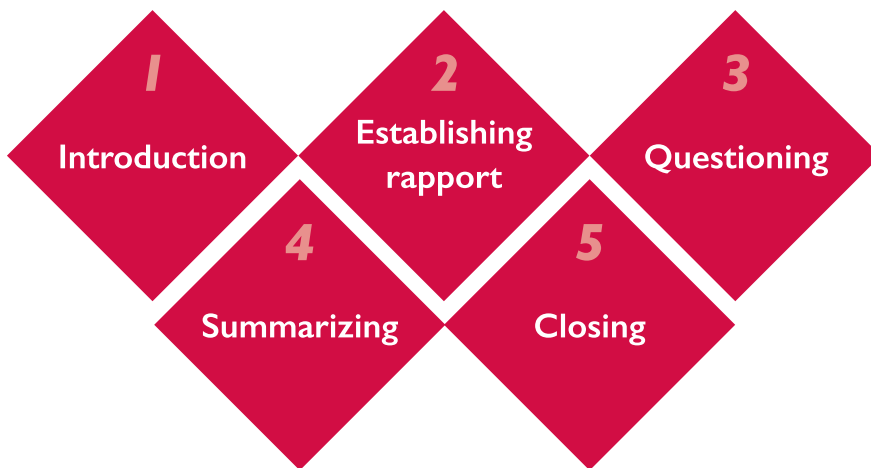 1
Introduction
2
Establishing
rapport
3
Questioning
4
Summarizing
5
Closing